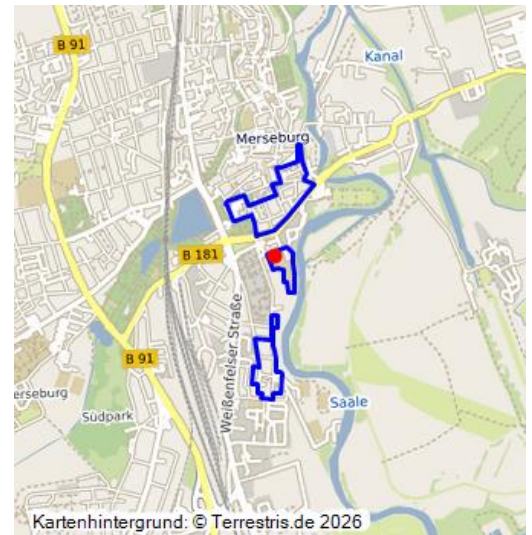 B 91
Kanal
Merseburg
B 181
Weißenfelser Straße
B 91
erseburg
Südpark
Saale
Kartenhintergrund: © Terrestris.de 2026